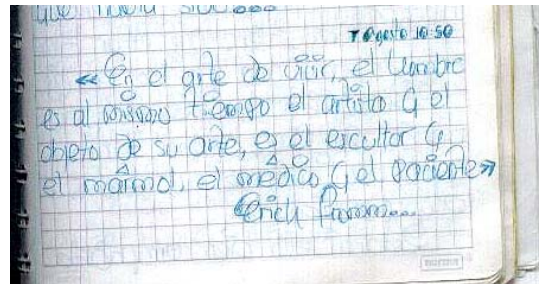 que
7 Agosto 10:50
«En el arte de vivir, el hombre
es al mismo tiempo el artista y el
objeto de su arte, es el escultor y
el mármol, el médico y el paciente»
Erich Fromm...